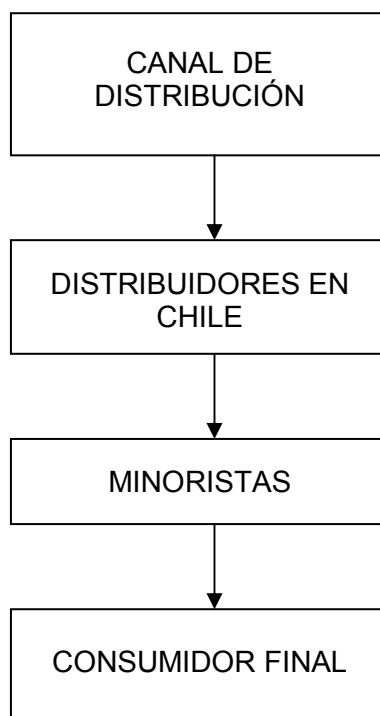 CANAL DE
DISTRIBUCIÓN
DISTRIBUIDORES EN
CHILE
MINORISTAS
CONSUMIDOR FINAL